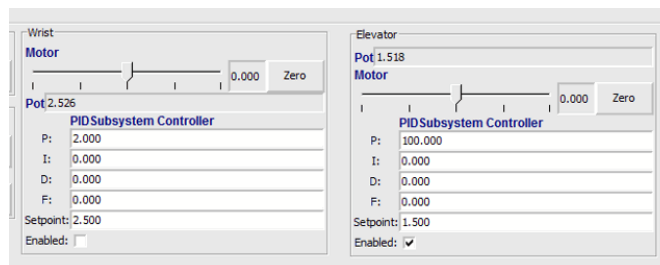 Wrist
Motor
0.000 Zero
Pot 2.526
PIDSubsystem Controller
P: 2.000
I: 0.000
D: 0.000
F: 0.000
Setpoint: 2.500
Enabled:
Elevator
Pot 1.518
Motor
0.000 Zero
PIDSubsystem Controller
P: 100.000
I: 0.000
D: 0.000
F: 0.000
Setpoint: 1.500
Enabled: